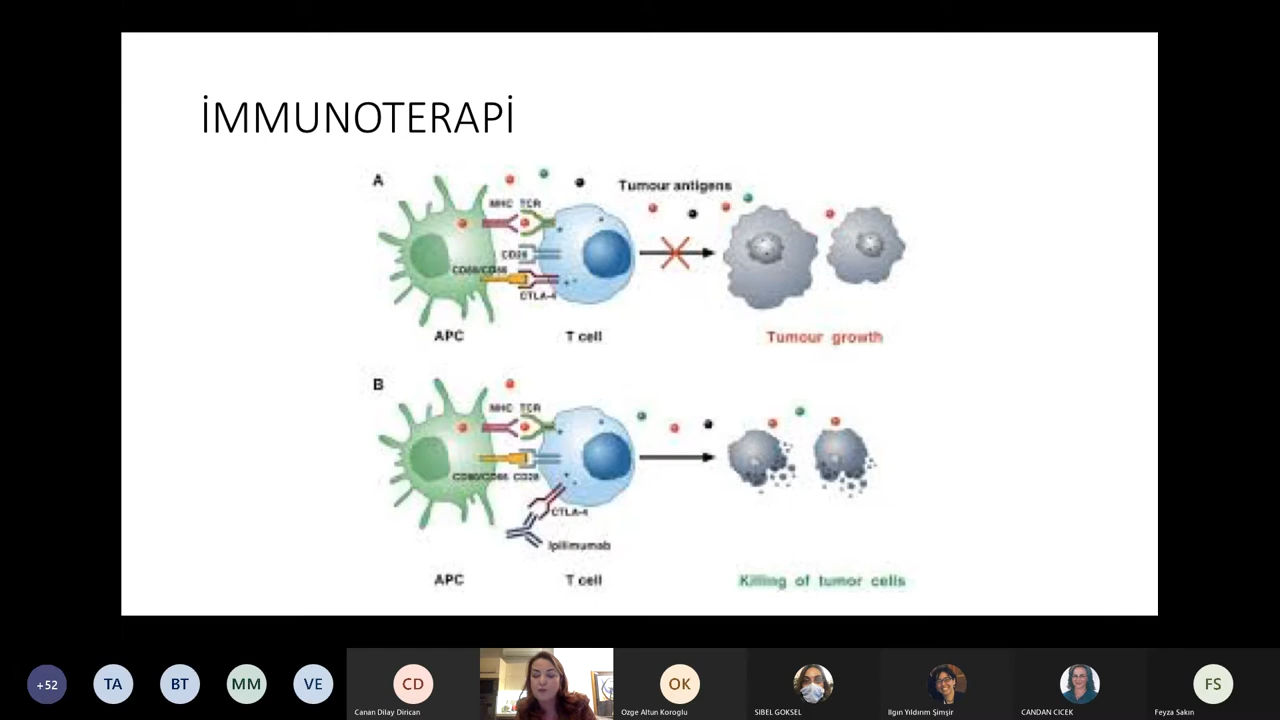 İMMUNOTERAPİ
A
Tumour antigens
MHC TCR
CD28
CD80/CD86
CTLA-4
APC
T cell
Tumour growth
B
MHC TCR
CD80/CD86 CD28
CTLA-4
Ipilimumab
APC
T cell
Killing of tumor cells
+52
TA
BT
MM
VE
CD
OK
FS
Canan Dilay Dirican
Ozge Altun Koroglu
SIBEL GOKSEL
Ilgın Yıldırım Şimşir
CANDAN CICEK
Feyza Sakın